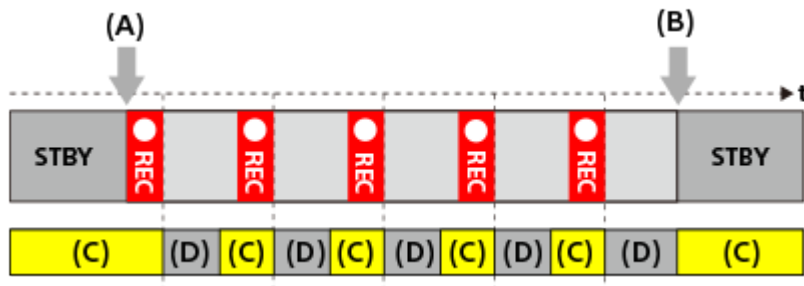 (A) (B)
t
STBY REC REC REC REC REC STBY
(C) (D) (C) (D) (C) (D) (C) (D) (C) (D) (C)